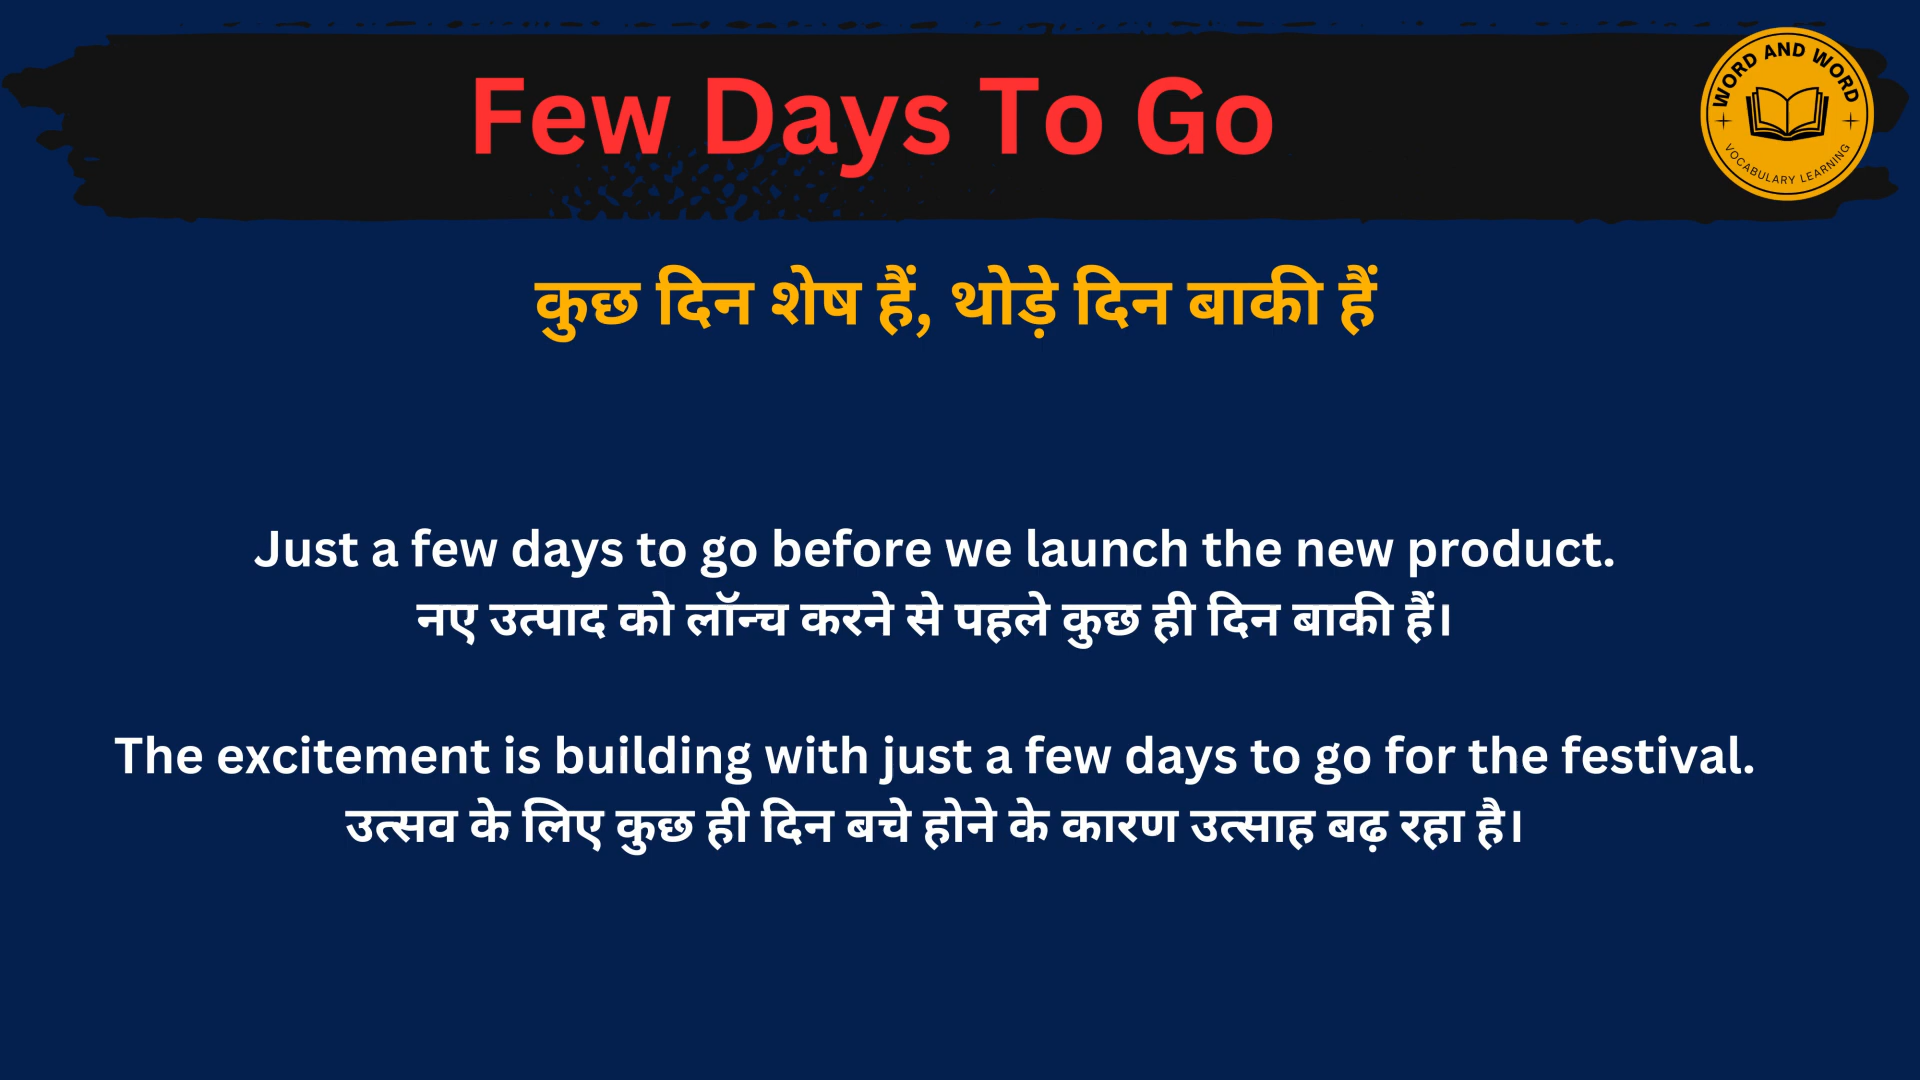 Few Days To Go
WORD AND WORD
VOCABULARY LEARNING
कुछ दिन शेष हैं, थोड़े दिन बाकी हैं
Just a few days to go before we launch the new product.
नए उत्पाद को लॉन्च करने से पहले कुछ ही दिन बाकी हैं।
The excitement is building with just a few days to go for the festival.
उत्सव के लिए कुछ ही दिन बचे होने के कारण उत्साह बढ़ रहा है।